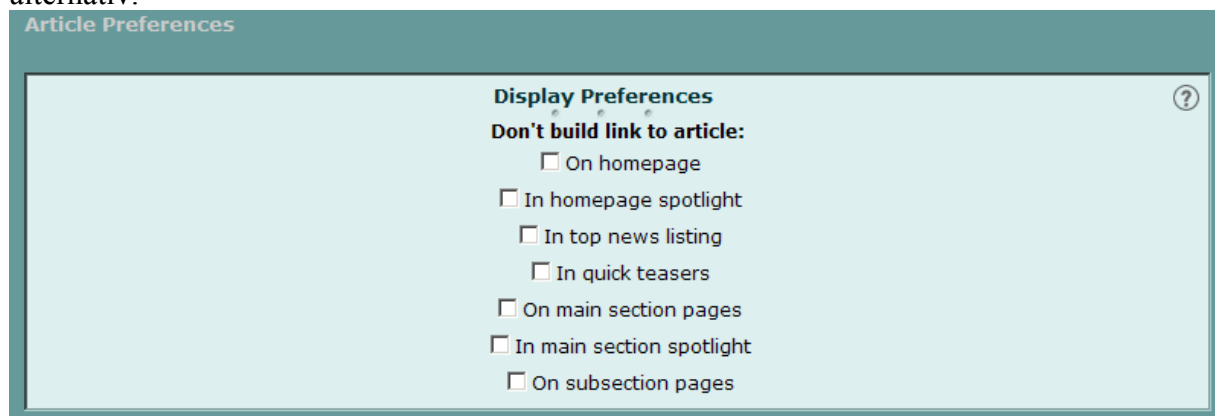 alternativ.
Article Preferences
Display Preferences
Don't build link to article:
On homepage
In homepage spotlight
In top news listing
In quick teasers
On main section pages
In main section spotlight
On subsection pages